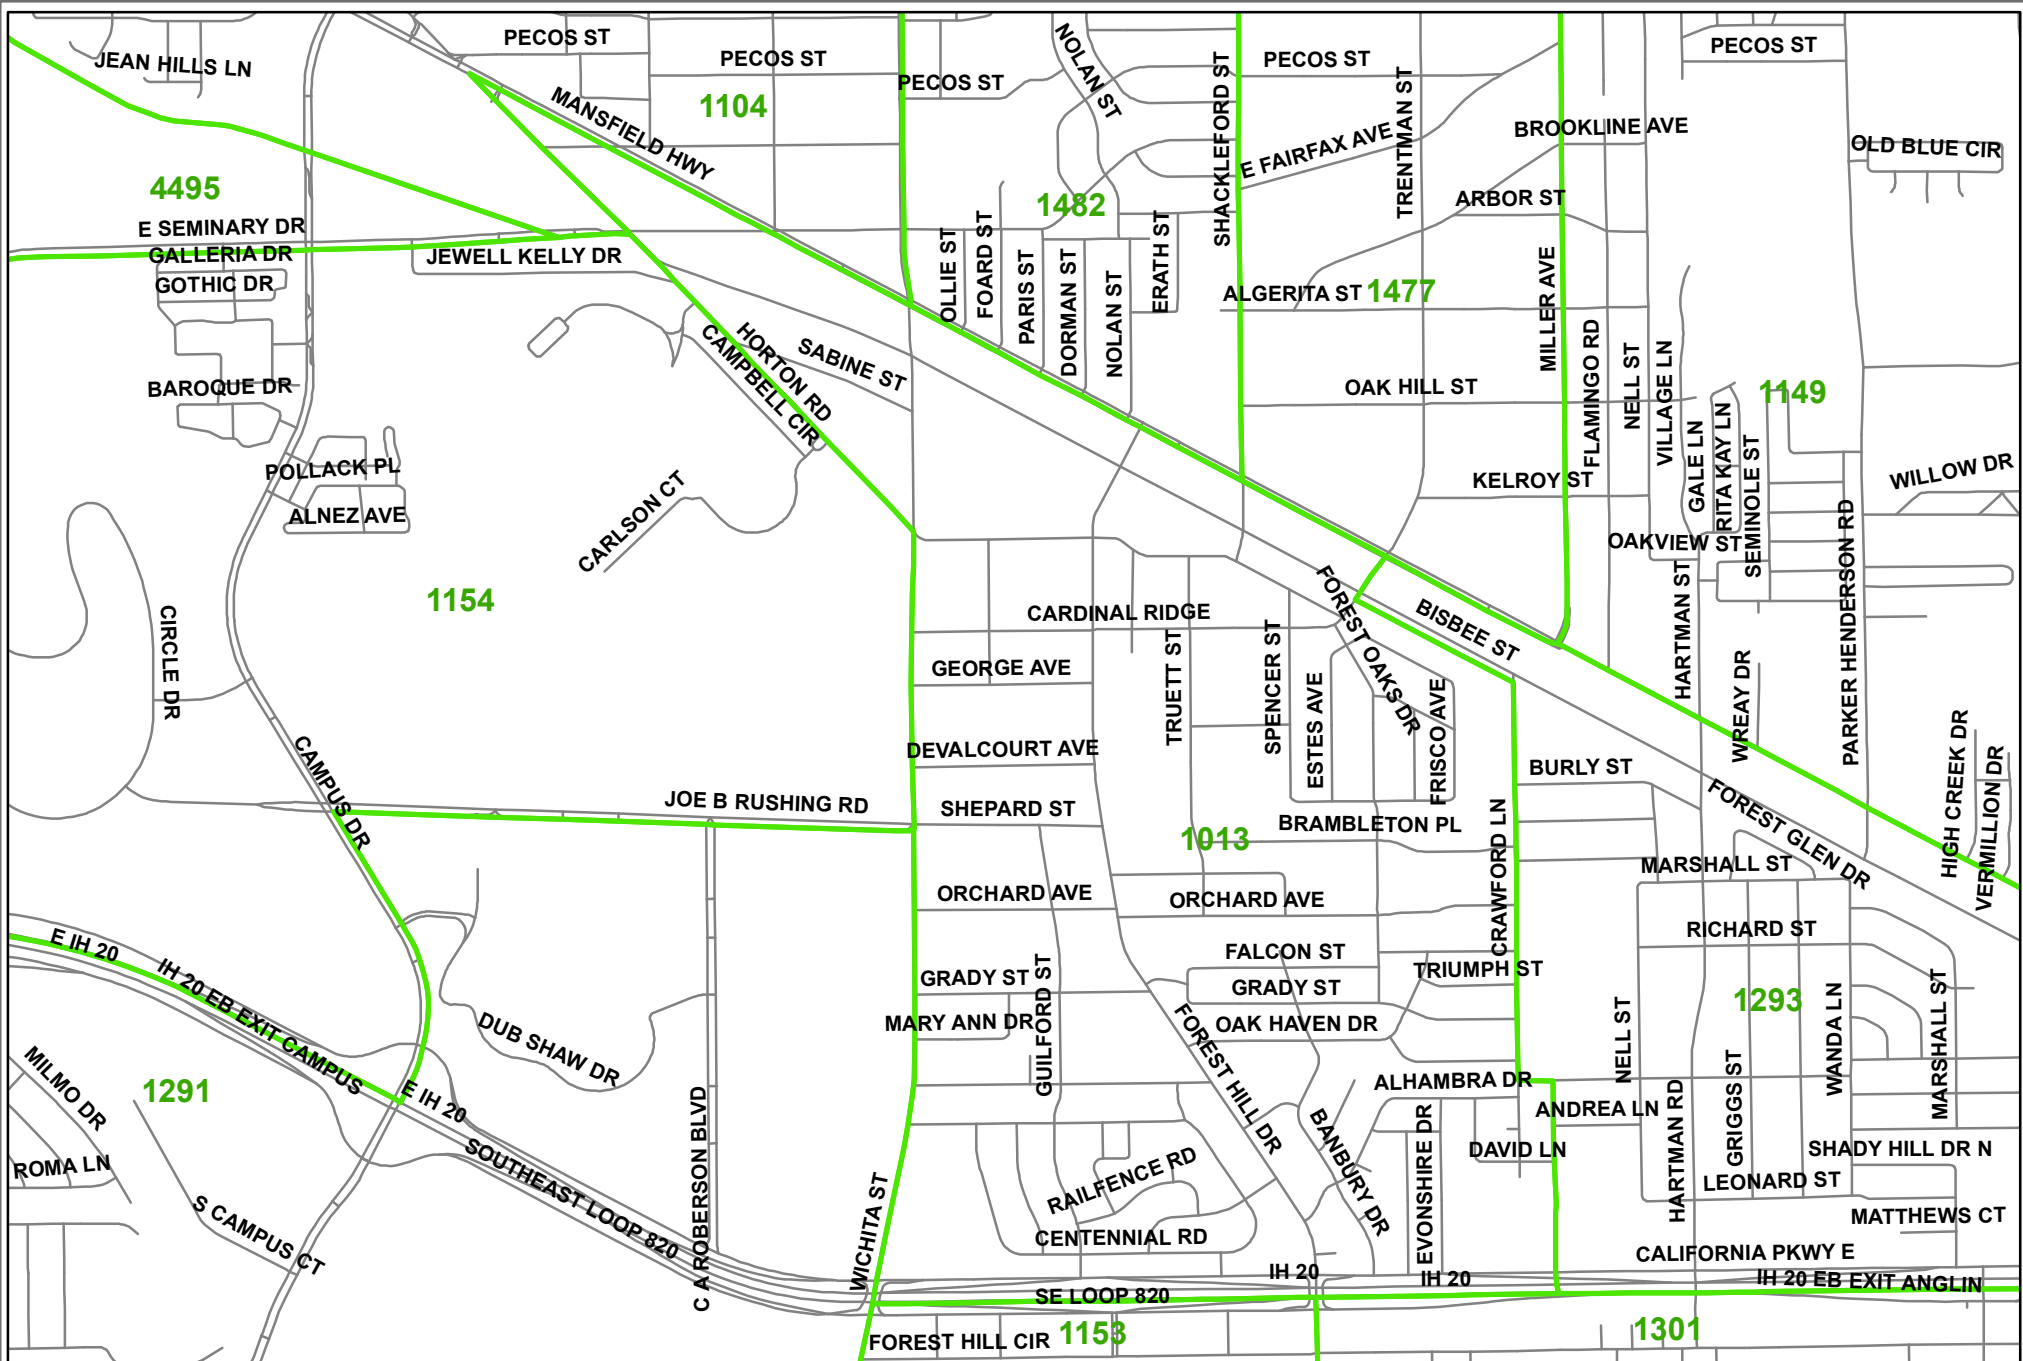 PECOS ST
PECOS ST
PECOS ST
NOLAN ST
PECOS ST
PECOS ST
JEAN HILLS LN
MANSFIELD HWY
1104
SHACKLEFORD ST
TRENTMAN ST
BROOKLINE AVE
E FAIRFAX AVE
OLD BLUE CIR
4495
1482
ARBOR ST
E SEMINARY DR
GALLERIA DR
GOTHIC DR
JEWELL KELLY DR
OLLIE ST
FOARD ST
PARIS ST
DORMAN ST
NOLAN ST
ERATH ST
ALGERITA ST
1477
MILLER AVE
FLAMINGO RD
NELL ST
VILLAGE LN
HORTON RD
CAMPBELL CIR
SABINE ST
BAROQUE DR
OAK HILL ST
1149
GALE LN
RITA KAY LN
SEMINOLE ST
POLLACK PL
ALNEZ AVE
CARLSON CT
KELROY ST
WILLOW DR
OAKVIEW ST
PARKER HENDERSON RD
1154
CIRCLE DR
CARDINAL RIDGE
GEORGE AVE
TRUETT ST
SPENCER ST
ESTES AVE
FOREST OAKS DR
FRISCO AVE
BISBEE ST
HARTMAN ST
WREAY DR
HIGH CREEK DR
VERMILLION DR
DEVALCOURT AVE
CAMPUS DR
JOE B RUSHING RD
SHEPARD ST
BURLY ST
FOREST GLEN DR
1013
BRAMBLETON PL
CRAWFORD LN
MARSHALL ST
ORCHARD AVE
ORCHARD AVE
RICHARD ST
E IH 20
IH 20 EB EXIT CAMPUS
FALCON ST
GRADY ST
GRADY ST
TRIUMPH ST
GUILFORD ST
MARY ANN DR
OAK HAVEN DR
FOREST HILL DR
NELL ST
1293
WANDA LN
MARSHALL ST
DUB SHAW DR
MILMO DR
1291
E IH 20
ALHAMBRA DR
ANDREA LN
DAVID LN
HARTMAN RD
GRIGGS ST
SHADY HILL DR N
LEONARD ST
ROMA LN
SOUTHEAST LOOP 820
C A ROBERSON BLVD
WICHITA ST
RAILFENCE RD
BANBURY DR
EVONSHIRE DR
S CAMPUS CT
CENTENNIAL RD
MATTHEWS CT
CALIFORNIA PKWY E
IH 20
IH 20
IH 20 EB EXIT ANGLIN
SE LOOP 820
FOREST HILL CIR
1153
1301